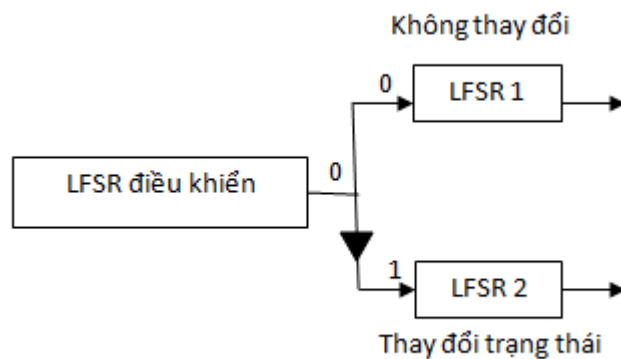 Không thay đổi
0
LFSR 1
LFSR điều khiển
0
1
LFSR 2
Thay đổi trạng thái